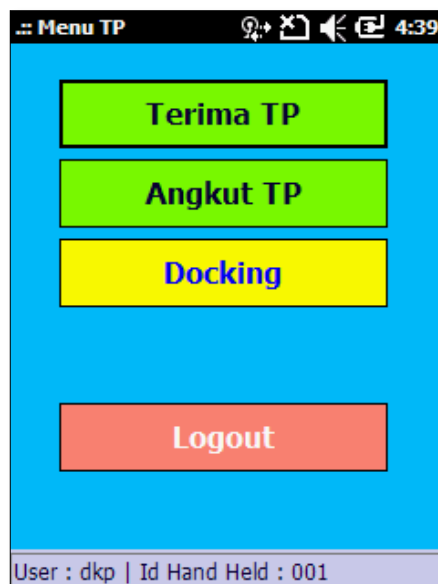 .:: Menu TP 4:39
Terima TP
Angkut TP
Docking
Logout
User : dkp | Id Hand Held : 001